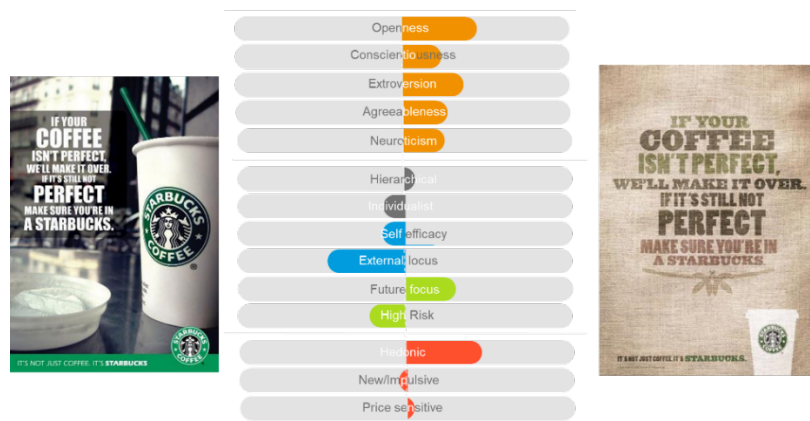 IF YOUR
COFFEE
ISN'T PERFECT,
WE'LL MAKE IT OVER.
IF IT'S STILL NOT
PERFECT
MAKE SURE YOU'RE IN
A STARBUCKS.
STARBUCKS
COFFEE
STARBUCKS
COFFEE
IT'S NOT JUST COFFEE. IT'S STARBUCKS
Openness
Conscientiousness
Extroversion
Agreeableness
Neuroticism
Hierarchical
Individualist
Self efficacy
External locus
Future focus
High Risk
Hedonic
New/Impulsive
Price sensitive
IF YOUR
COFFEE
ISN'T PERFECT,
WE'LL MAKE IT OVER.
IF IT'S STILL NOT
PERFECT
MAKE SURE YOU'RE IN
A STARBUCKS
IT'S NOT JUST COFFEE. IT'S STARBUCKS.